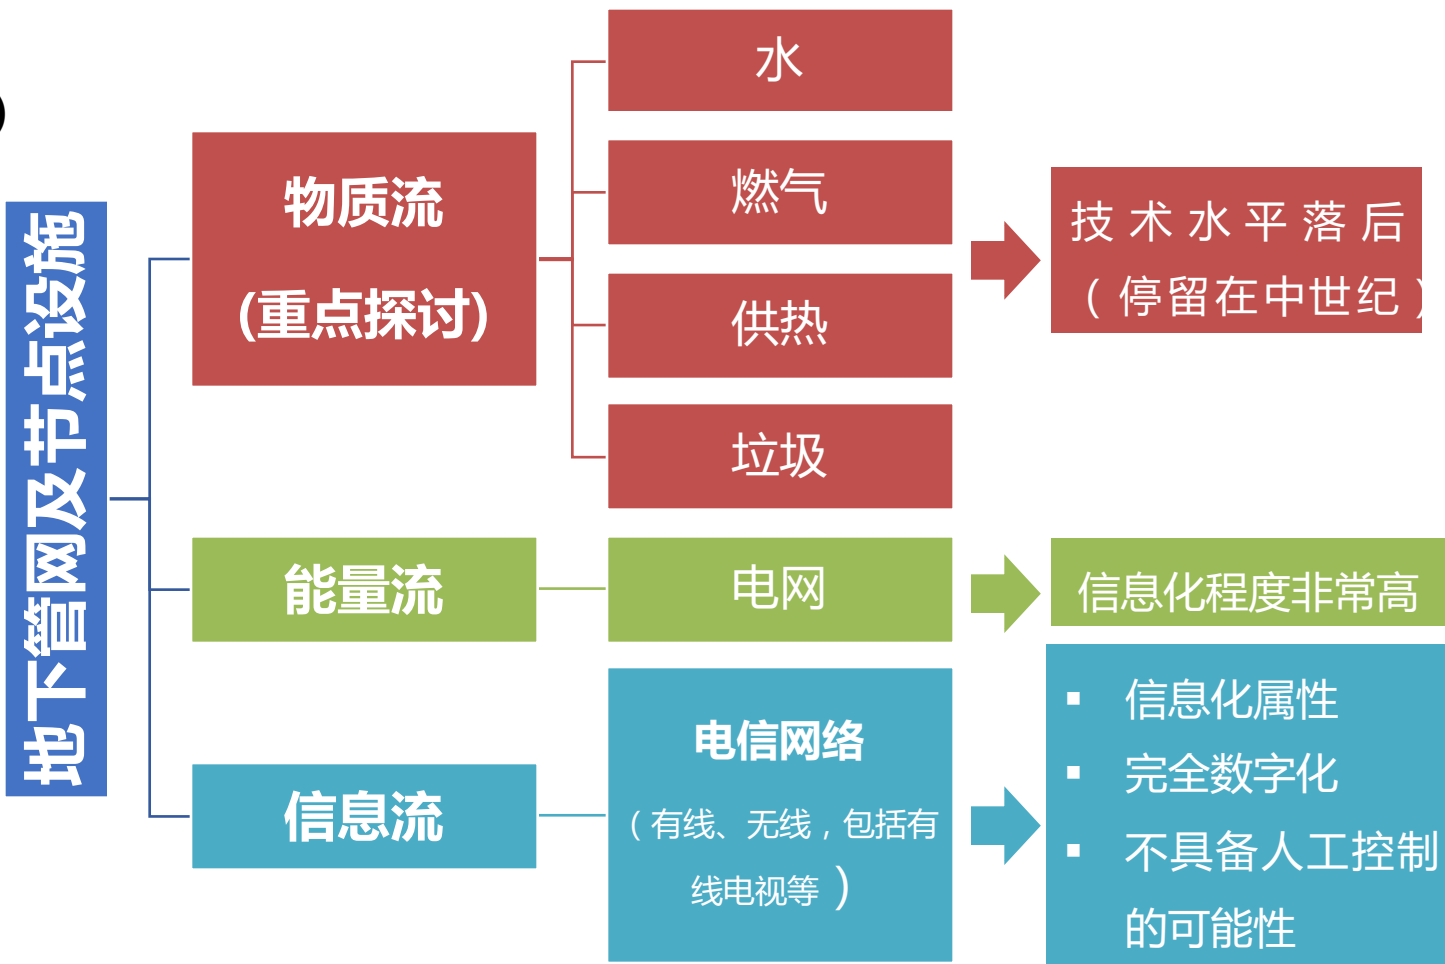 )
地下管网及节点设施
物质流
(重点探讨)
水
燃气
供热
垃圾
技术水平落后
（停留在中世纪）
能量流
电网
信息化程度非常高
信息流
电信网络
（有线、无线，包括有
线电视等）
▪ 信息化属性
▪ 完全数字化
▪ 不具备人工控制
的可能性